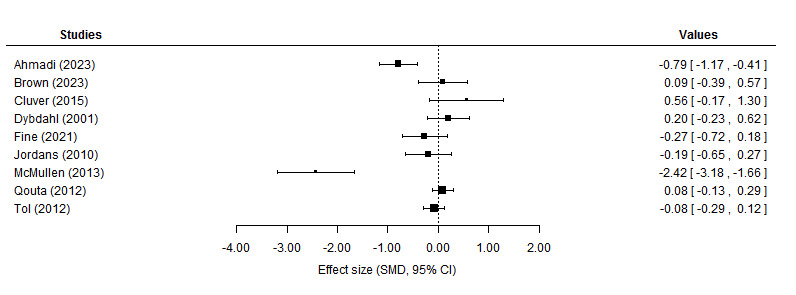 Studies Values
Ahmadi (2023) -0.79 [ -1.17 , -0.41 ]
Brown (2023) 0.09 [ -0.39 , 0.57 ]
Cluver (2015) 0.56 [ -0.17 , 1.30 ]
Dybdahl (2001) 0.20 [ -0.23 , 0.62 ]
Fine (2021) -0.27 [ -0.72 , 0.18 ]
Jordans (2010) -0.19 [ -0.65 , 0.27 ]
McMullen (2013) -2.42 [ -3.18 , -1.66 ]
Qouta (2012) 0.08 [ -0.13 , 0.29 ]
Tol (2012) -0.08 [ -0.29 , 0.12 ]
-4.00 -3.00 -2.00 -1.00 0.00 1.00 2.00
Effect size (SMD, 95% CI)